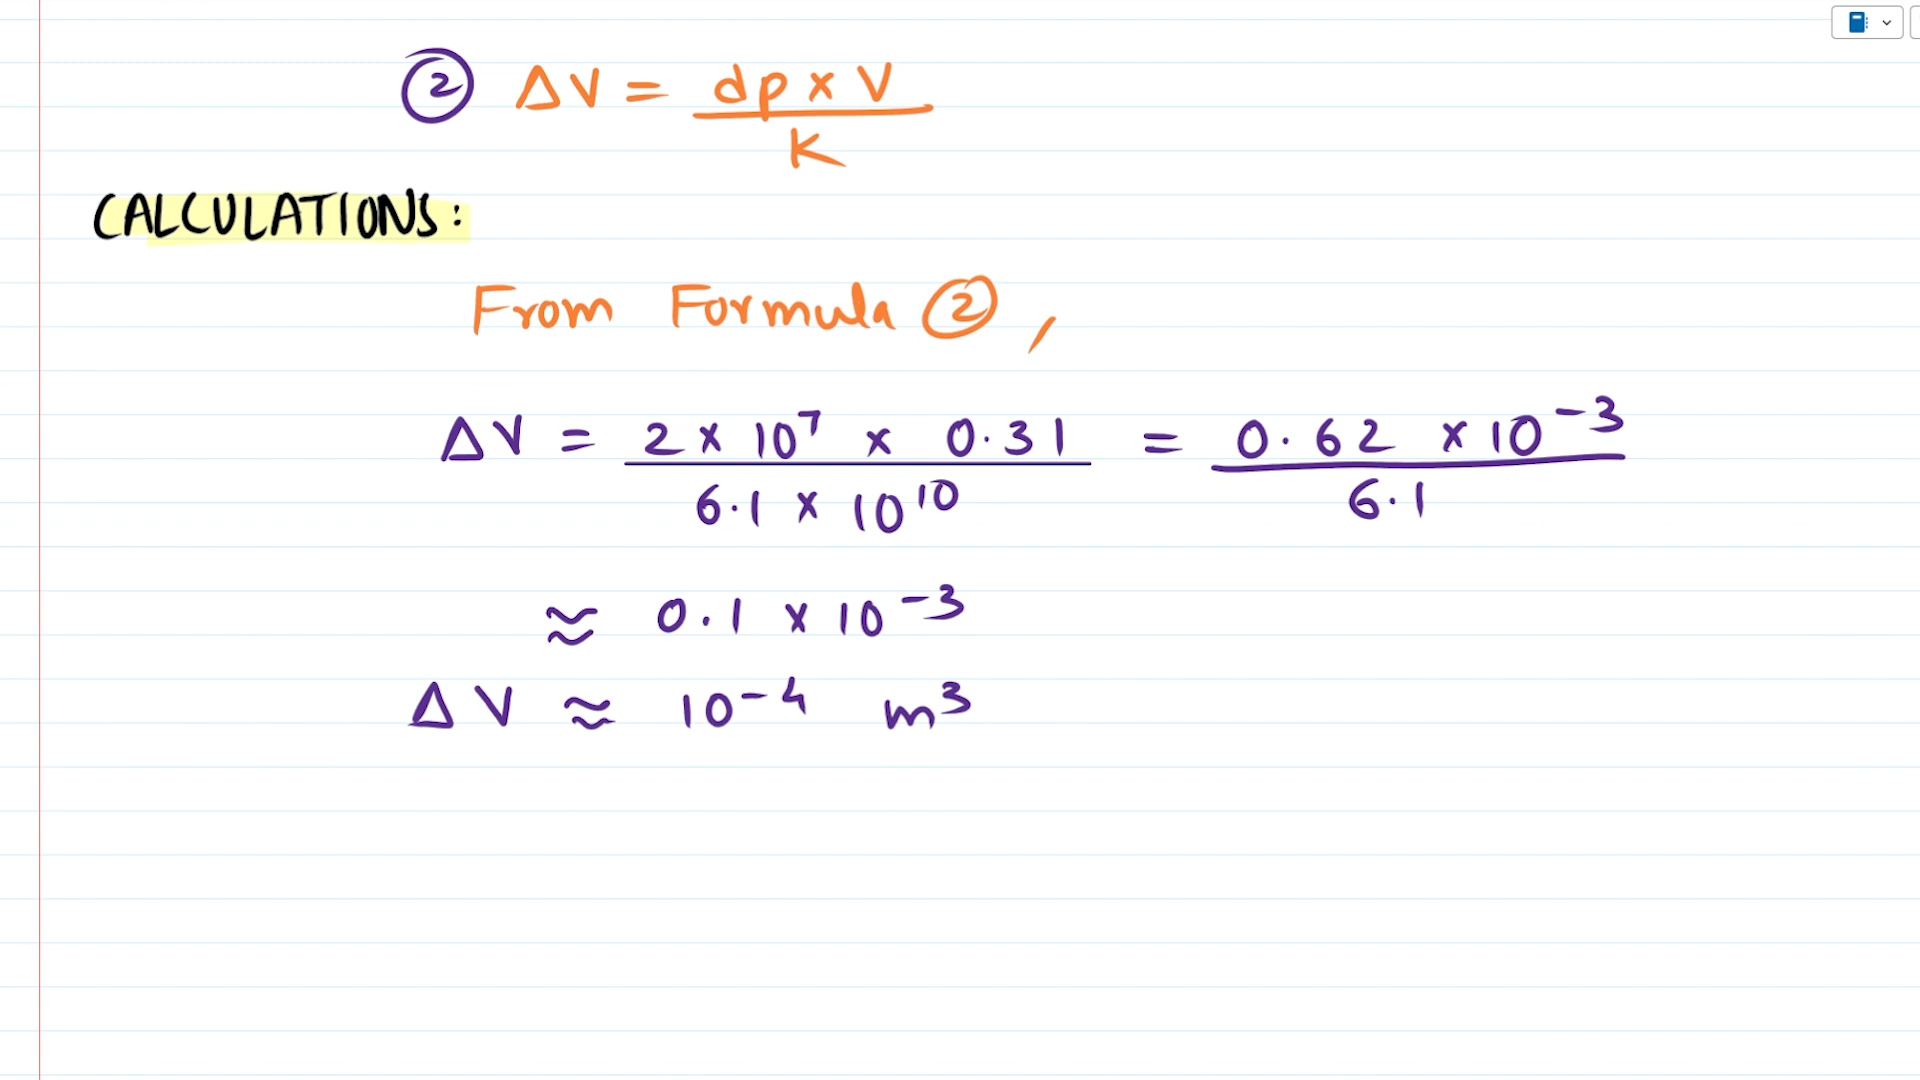 ② ΔV = dp x V / K
CALCULATIONS:
From Formula ②,
ΔV = 2 x 10⁷ x 0.31 / 6.1 x 10¹⁰ = 0.62 x 10⁻³ / 6.1
≈ 0.1 x 10⁻³
ΔV ≈ 10⁻⁴ m³